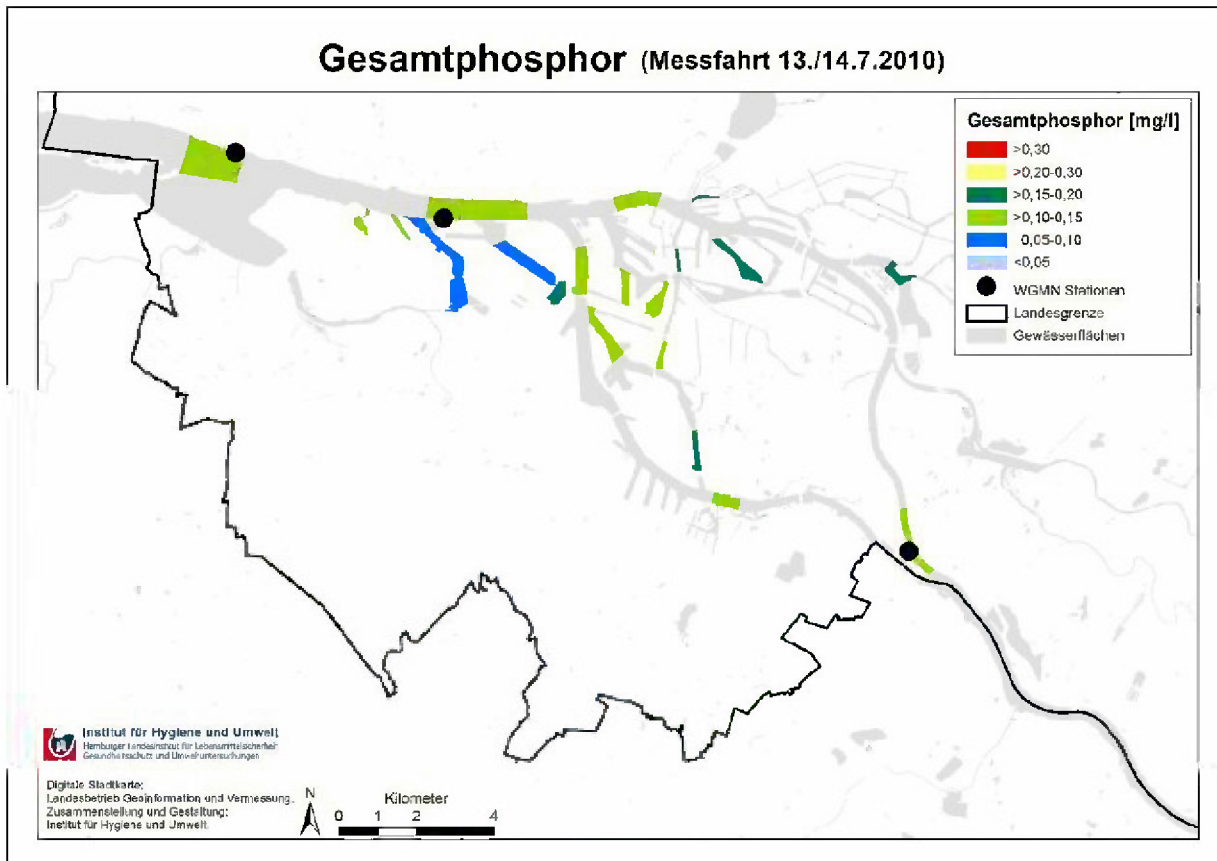 Gesamtphosphor (Messfahrt 13./14.7.2010)
Gesamtphosphor [mg/l]
>0,30
>0,20-0,30
>0,15-0,20
>0,10-0,15
0,05-0,10
<0,05
WGMN Stationen
Landesgrenze
Gewässerflächen
Institut für Hygiene und Umwelt
Hamburger Landesinstitut für Lebensmittelsicherheit
Gesundheitsschutz und Umweltuntersuchungen
Digitale Stadtkarte:
Landesbetrieb Geoinformation und Vermessung.
Zusammenstellung und Gestaltung:
Institut für Hygiene und Umwelt
N
Kilometer
0 1 2 4